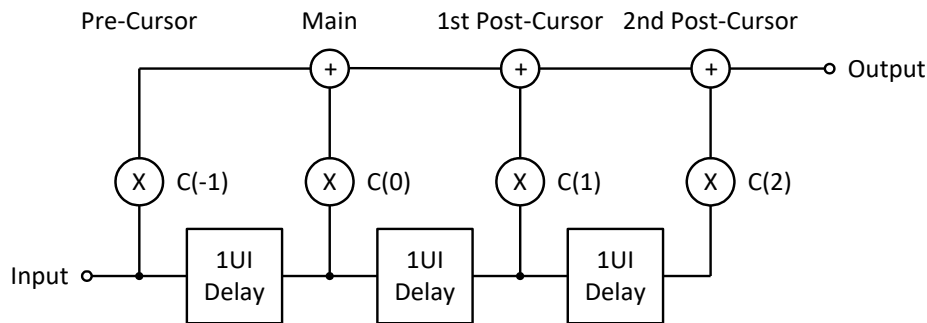 Pre-Cursor
Main
1st Post-Cursor
2nd Post-Cursor
+
+
+
Output
X
C(-1)
X
C(0)
X
C(1)
X
C(2)
Input
1UI
Delay
1UI
Delay
1UI
Delay